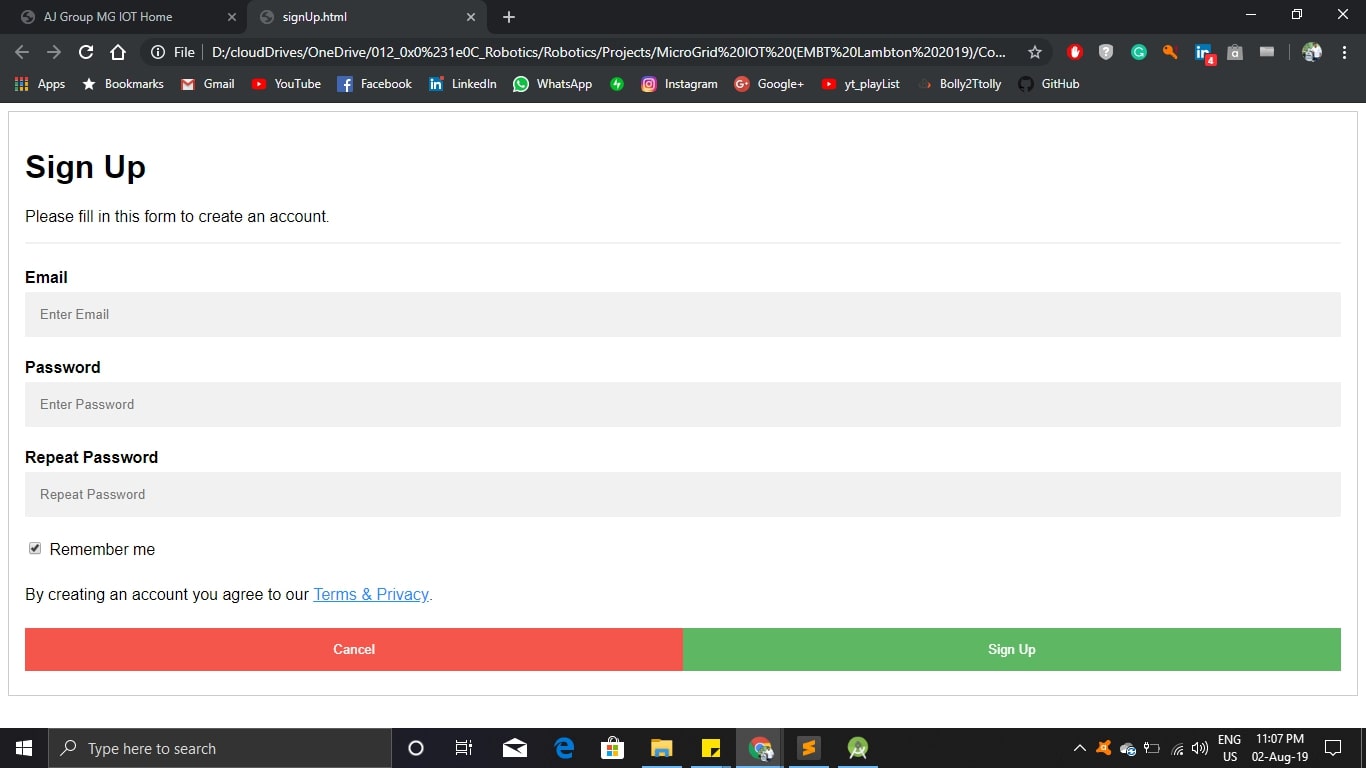 AJ Group MG IOT Home
signUp.html
File
D:/cloudDrives/OneDrive/012_0x0%231e0C_Robotics/Robotics/Projects/MicroGrid%20IOT%20(EMBT%20Lambton%202019)/Co...
4
Apps Bookmarks Gmail YouTube Facebook LinkedIn WhatsApp Instagram Google+ yt_playList Bolly2Ttolly GitHub
Sign Up
Please fill in this form to create an account.
Email
Enter Email
Password
Enter Password
Repeat Password
Repeat Password
Remember me
By creating an account you agree to our Terms & Privacy.
Cancel
Sign Up
Type here to search
ENG
US
11:07 PM
02-Aug-19